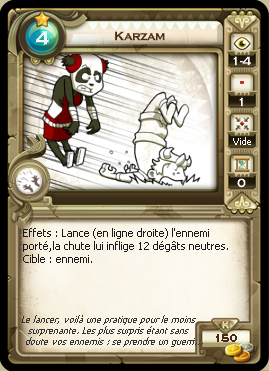 4
KARZAM
1-4
1
Vide
0
Effets : Lance (en ligne droite) l'ennemi
porté,la chute lui inflige 12 dégâts neutres.
Cible : ennemi.
Le lancer, voilà une pratique pour le moins
surprenante. Les plus surpris étant sans
doute vos ennemis : se prendre un guerri
K
150